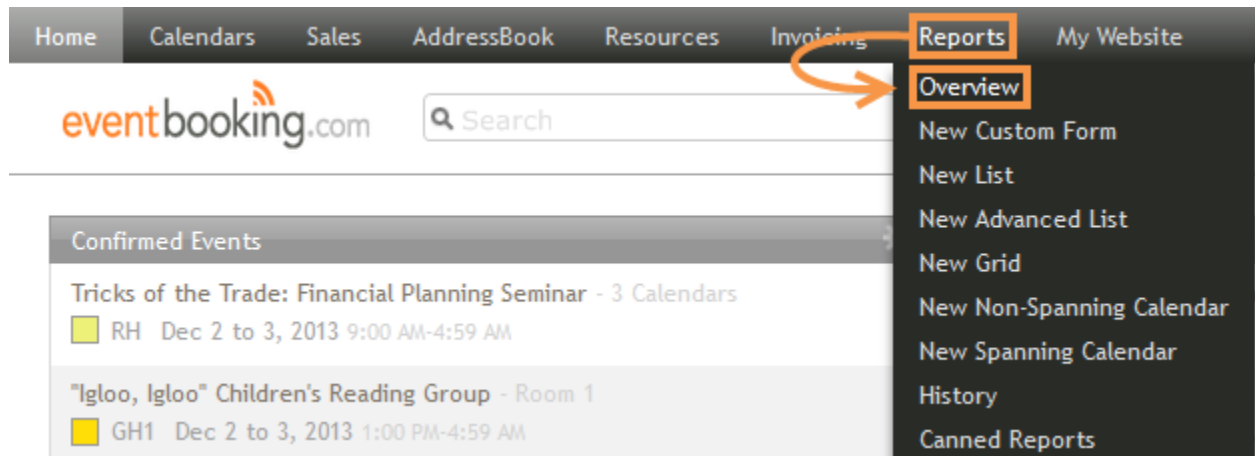 Home Calendars Sales AddressBook Resources Invoicing Reports My Website
eventbooking.com
Search
Overview
New Custom Form
New List
New Advanced List
New Grid
New Non-Spanning Calendar
New Spanning Calendar
History
Canned Reports
Confirmed Events
Tricks of the Trade: Financial Planning Seminar - 3 Calendars
RH Dec 2 to 3, 2013 9:00 AM-4:59 AM
"Igloo, Igloo" Children's Reading Group - Room 1
GH1 Dec 2 to 3, 2013 1:00 PM-4:59 AM